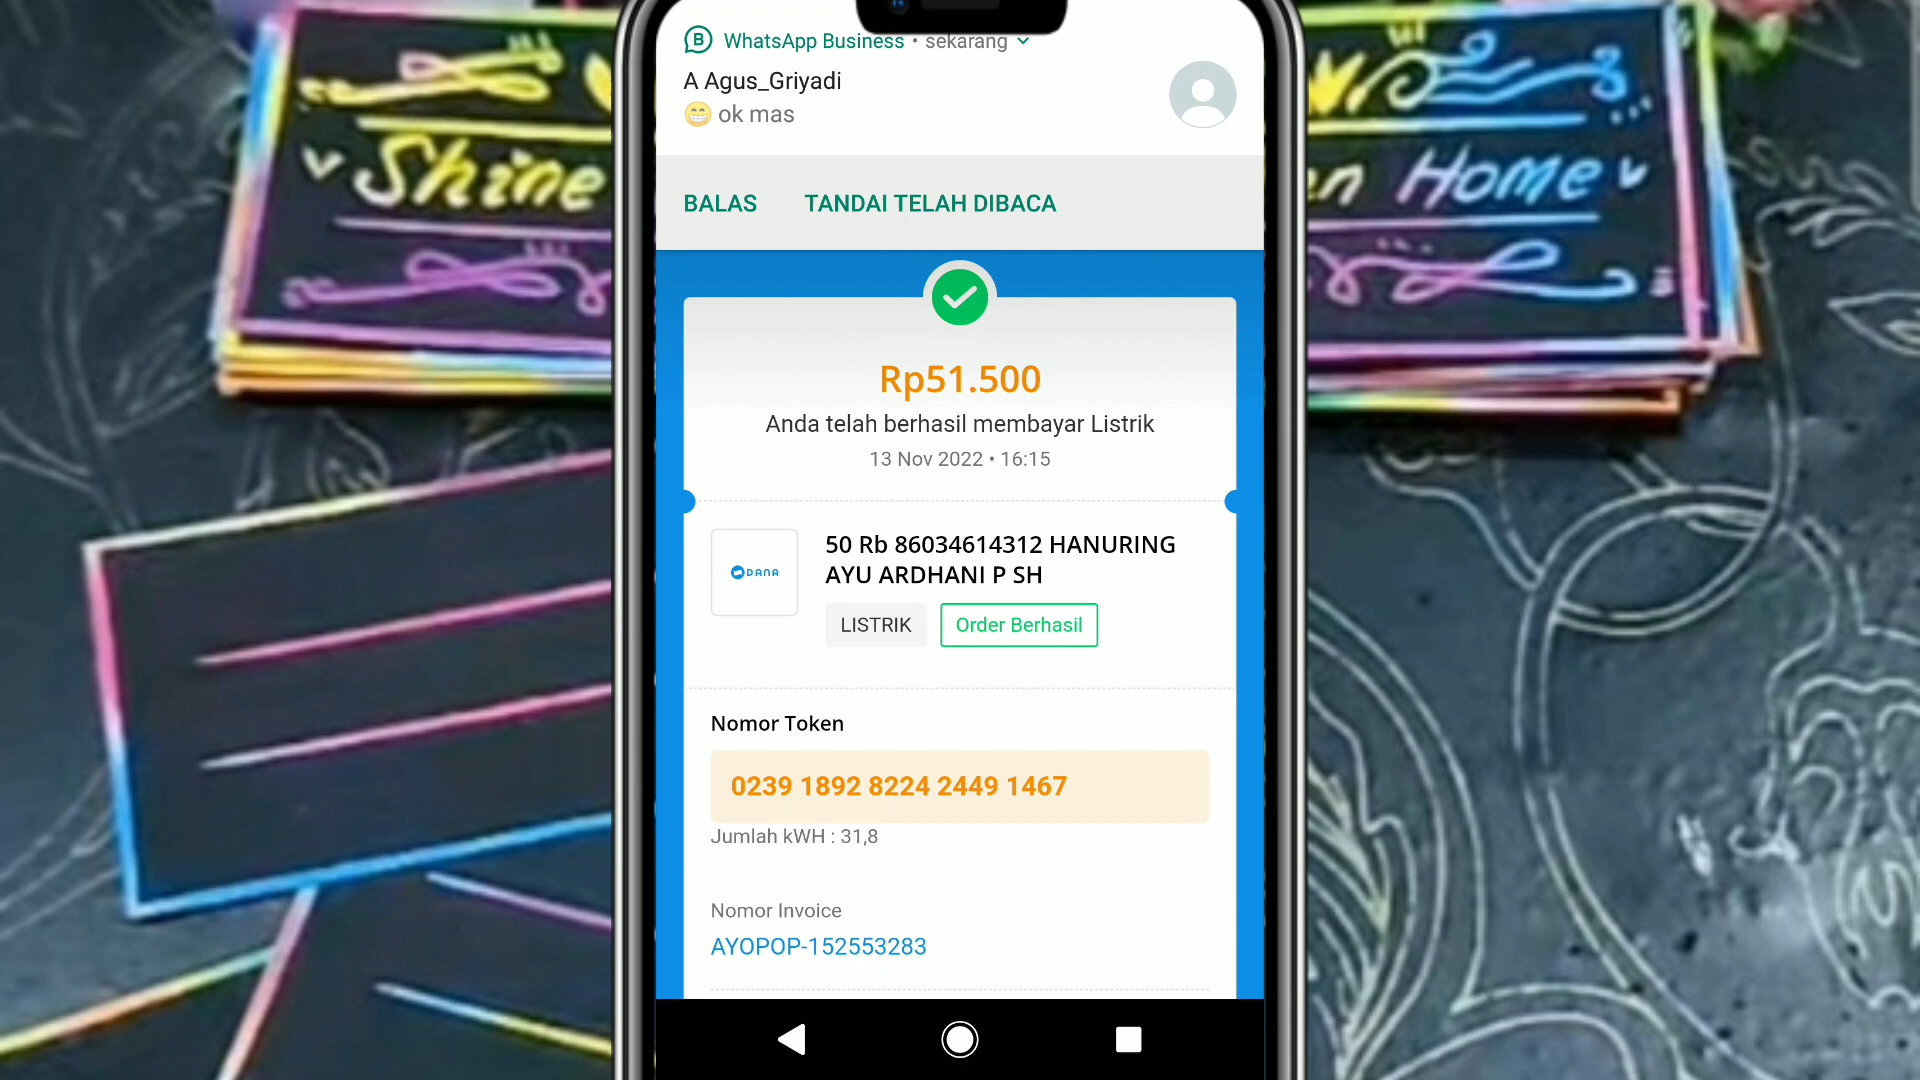 WhatsApp Business • sekarang
A Agus_Griyadi
😁 ok mas
BALAS TANDAI TELAH DIBACA
Shine
Home
Rp51.500
Anda telah berhasil membayar Listrik
13 Nov 2022 • 16:15
DANA
50 Rb 86034614312 HANURING
AYU ARDHANI P SH
LISTRIK Order Berhasil
Nomor Token
0239 1892 8224 2449 1467
Jumlah kWH : 31,8
Nomor Invoice
AYOPOP-152553283